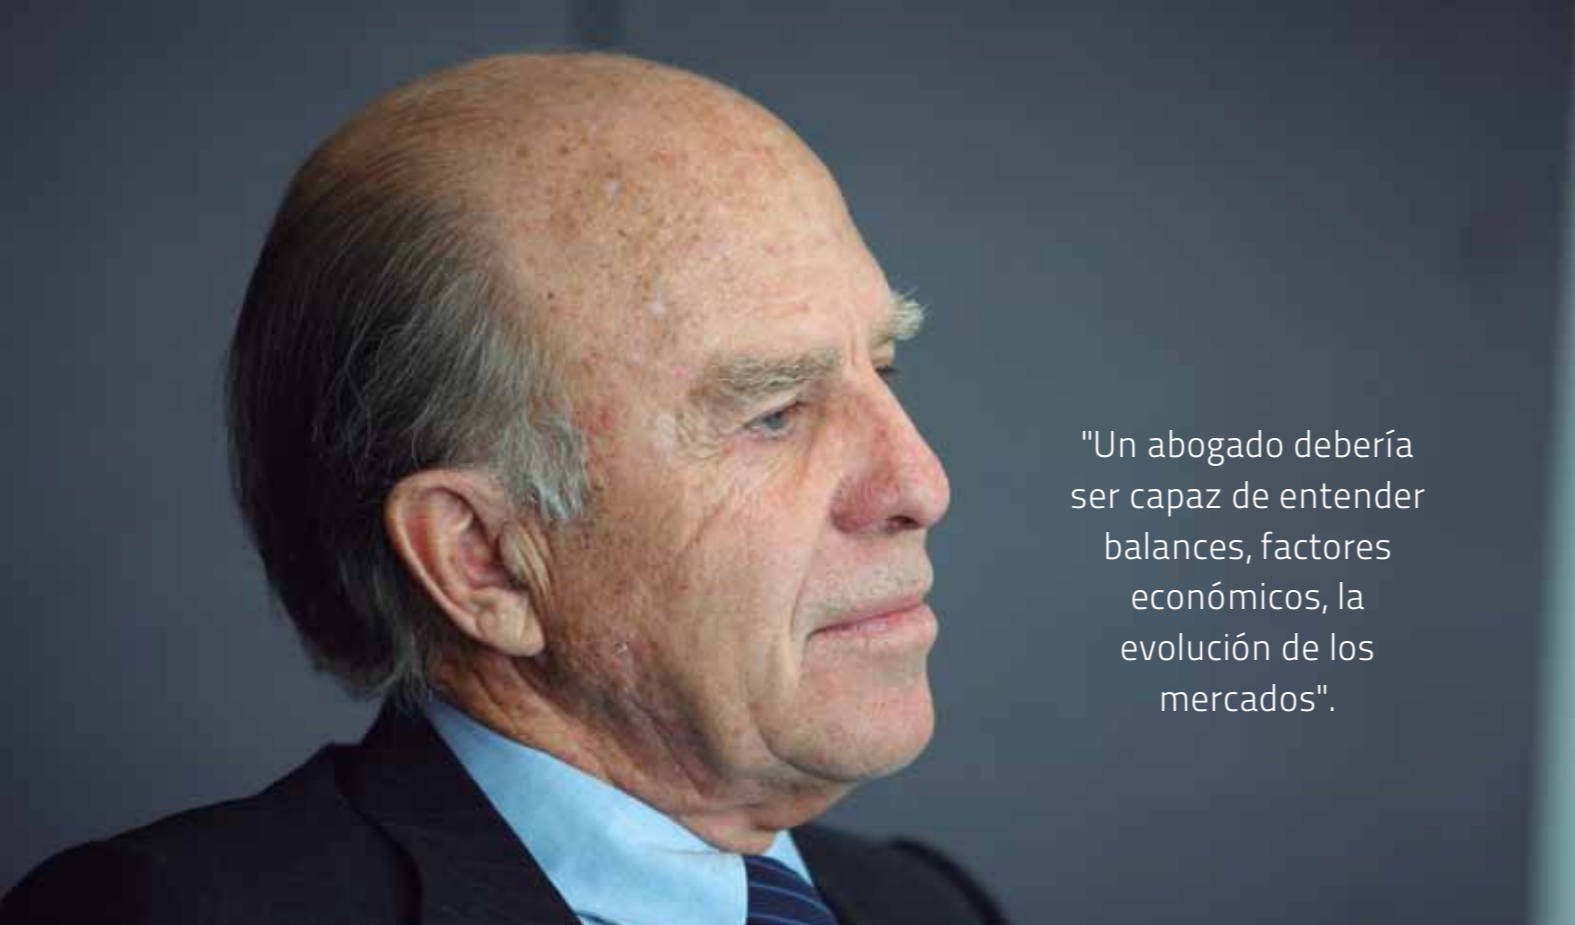 "Un abogado debería
ser capaz de entender
balances, factores
económicos, la
evolución de los
mercados".